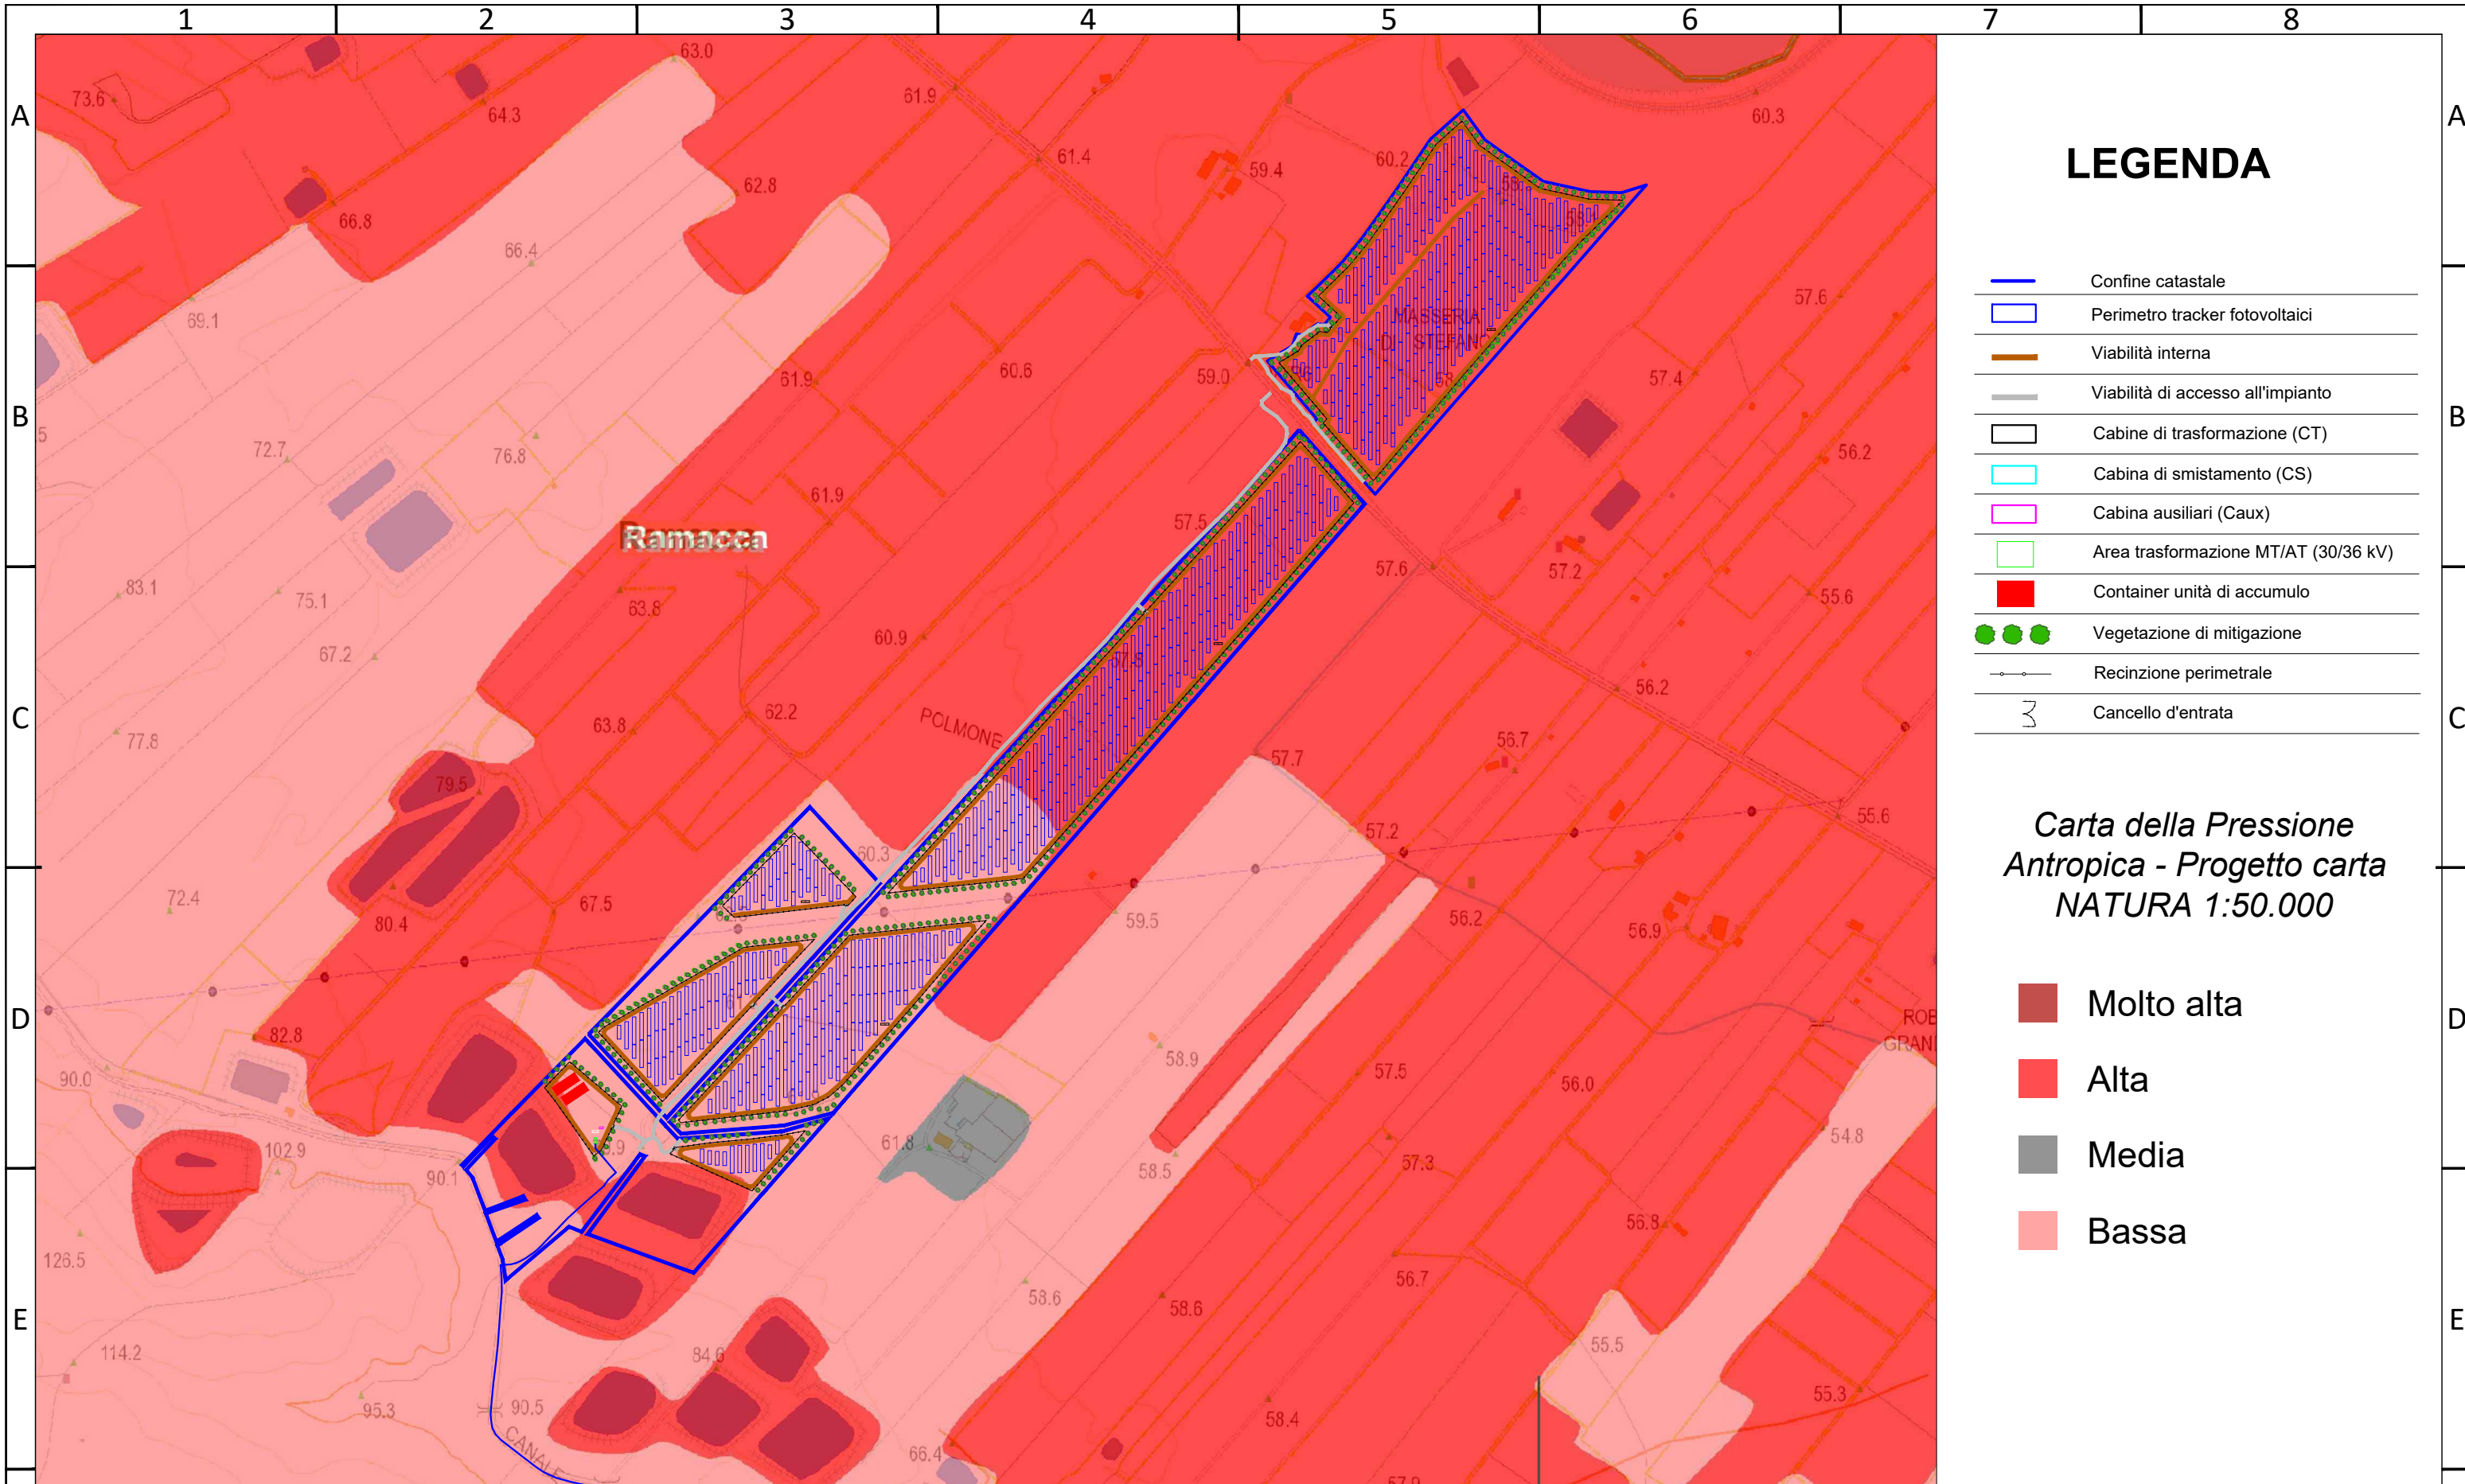 1 2 3 4 5 6 7 8
A A
B B
C C
D D
E E
63.0
73.6
64.3
61.9
60.3
61.4
60.2
59.4
62.8
66.8
66.4
57.6
69.1
MASSERIA
DI STEFANO
61.9
60.6
59.0
57.4
72.7
76.8
56.2
61.9
57.5
Ramacca
57.6
57.2
83.1
75.1
63.8
55.6
60.9
67.2
57.8
56.2
62.2
POLMONE
63.8
77.8
56.7
57.7
79.5
55.6
57.2
60.3
72.4
67.5
80.4
59.5
56.2
56.9
82.8
ROB
GRAN
90.0
58.9
57.5
56.0
54.8
102.9
61.8
90.1
58.5
57.3
126.5
56.8
56.7
58.6
58.6
114.2
84.6
55.5
95.3
90.5
55.3
58.4
CANALE
66.4
57.9
LEGENDA
Confine catastale
Perimetro tracker fotovoltaici
Viabilità interna
Viabilità di accesso all'impianto
Cabine di trasformazione (CT)
Cabina di smistamento (CS)
Cabina ausiliari (Caux)
Area trasformazione MT/AT (30/36 kV)
Container unità di accumulo
Vegetazione di mitigazione
Recinzione perimetrale
Cancello d'entrata
Carta della Pressione
Antropica - Progetto carta
NATURA 1:50.000
Molto alta
Alta
Media
Bassa